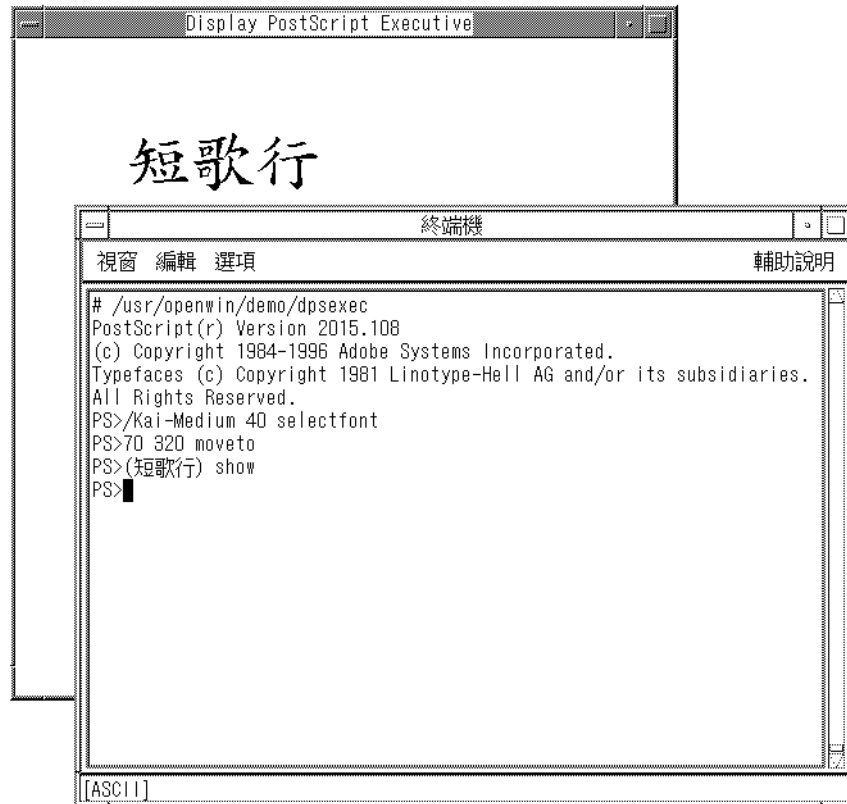 Display PostScript Executive
短歌行
終端機
視窗 編輯 選項 輔助說明
# /usr/openwin/demo/dpsexec
PostScript(r) Version 2015.108
(c) Copyright 1984-1996 Adobe Systems Incorporated.
Typefaces (c) Copyright 1981 Linotype-Hell AG and/or its subsidiaries.
All Rights Reserved.
PS>/Kai-Medium 40 selectfont
PS>70 320 moveto
PS>(短歌行) show
PS>
[ASCII]